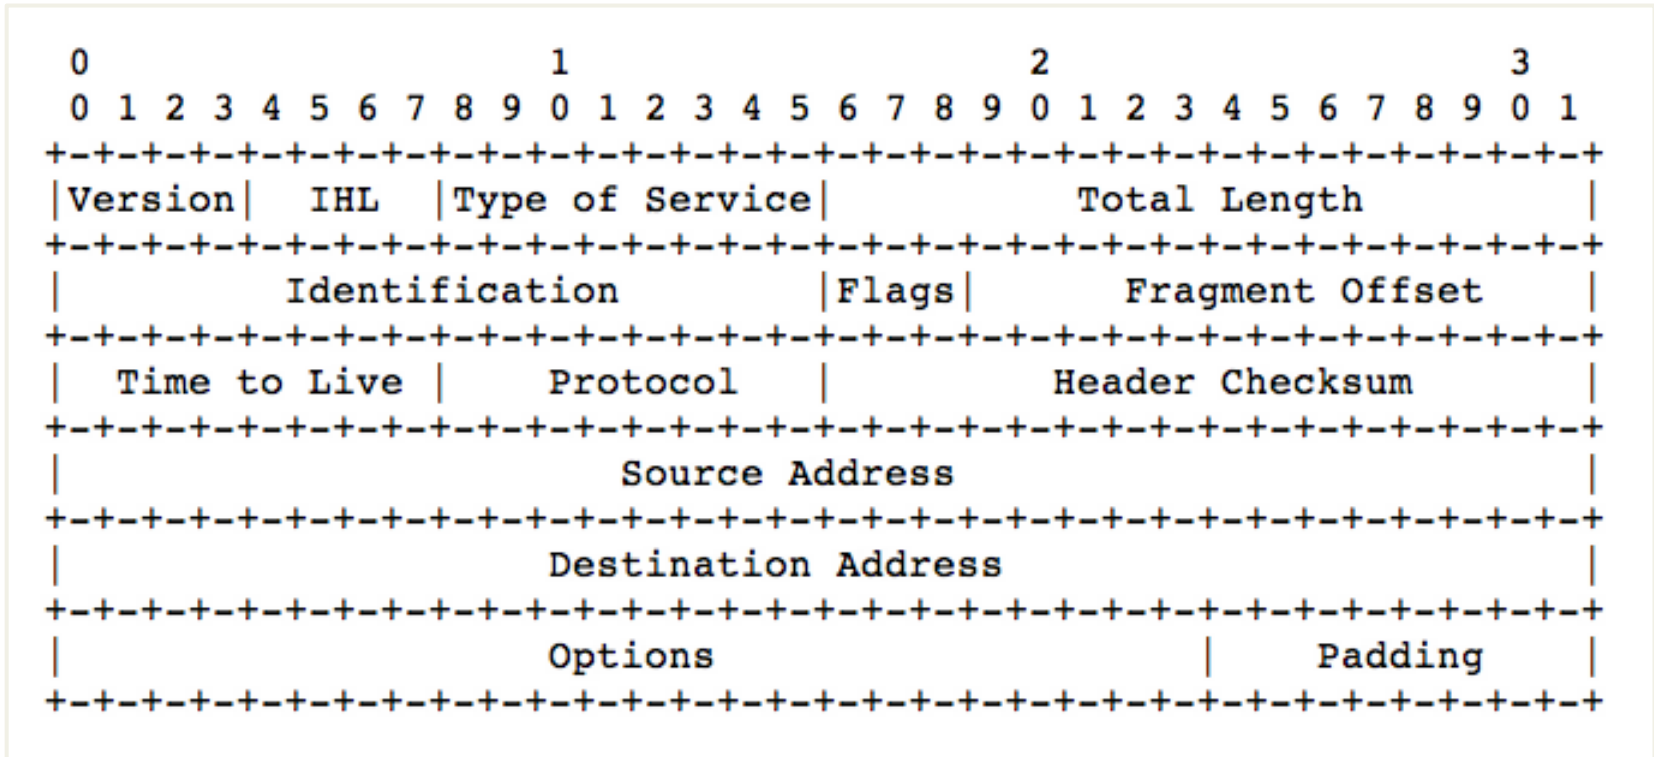 0                   1                   2                   3
 0 1 2 3 4 5 6 7 8 9 0 1 2 3 4 5 6 7 8 9 0 1 2 3 4 5 6 7 8 9 0 1
+-+-+-+-+-+-+-+-+-+-+-+-+-+-+-+-+-+-+-+-+-+-+-+-+-+-+-+-+-+-+-+-+
|Version|  IHL  |Type of Service|          Total Length         |
+-+-+-+-+-+-+-+-+-+-+-+-+-+-+-+-+-+-+-+-+-+-+-+-+-+-+-+-+-+-+-+-+
|         Identification        |Flags|      Fragment Offset    |
+-+-+-+-+-+-+-+-+-+-+-+-+-+-+-+-+-+-+-+-+-+-+-+-+-+-+-+-+-+-+-+-+
|  Time to Live |    Protocol   |         Header Checksum       |
+-+-+-+-+-+-+-+-+-+-+-+-+-+-+-+-+-+-+-+-+-+-+-+-+-+-+-+-+-+-+-+-+
|                       Source Address                          |
+-+-+-+-+-+-+-+-+-+-+-+-+-+-+-+-+-+-+-+-+-+-+-+-+-+-+-+-+-+-+-+-+
|                    Destination Address                        |
+-+-+-+-+-+-+-+-+-+-+-+-+-+-+-+-+-+-+-+-+-+-+-+-+-+-+-+-+-+-+-+-+
|                    Options                    |    Padding    |
+-+-+-+-+-+-+-+-+-+-+-+-+-+-+-+-+-+-+-+-+-+-+-+-+-+-+-+-+-+-+-+-+